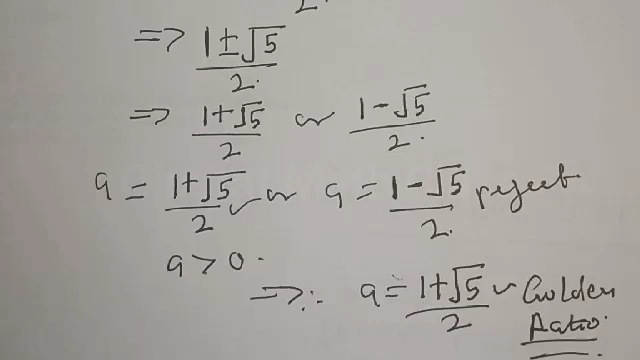 2.
=> 1±√5/2.
=> 1+√5/2 or 1-√5/2.
a = 1+√5/2 ✓ or a = 1-√5/2. reject
a > 0.
=> ∴ a = 1+√5/2 ✓ Golden
Ratio.